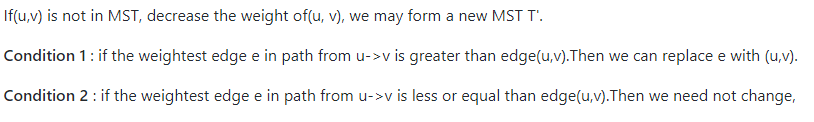 If(u,v) is not in MST, decrease the weight of(u, v), we may form a new MST T'.
Condition 1 : if the weightest edge e in path from u->v is greater than edge(u,v).Then we can replace e with (u,v).
Condition 2 : if the weightest edge e in path from u->v is less or equal than edge(u,v).Then we need not change,